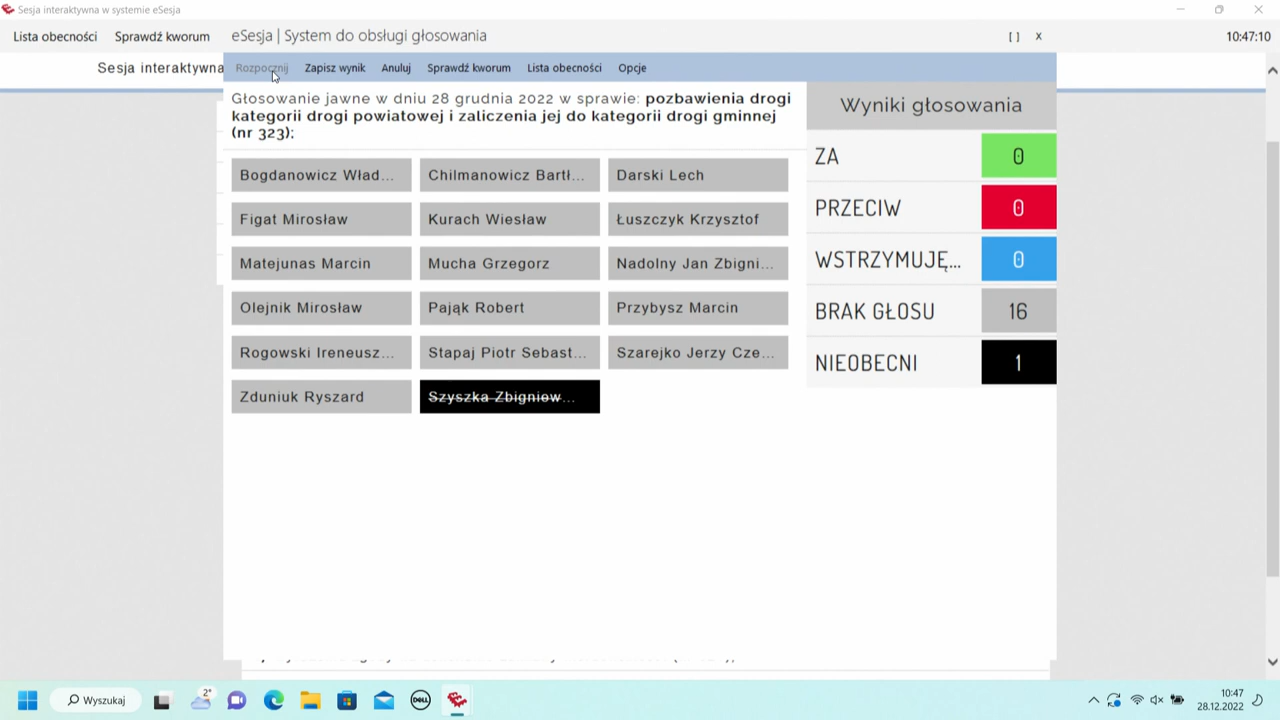 Sesja interaktywna w systemie eSesja
Lista obecności Sprawdź kworum eSesja | System do obsługi głosowania [ ] x 10:47:10
Sesja interaktywna
Rozpocznij Zapisz wynik Anuluj Sprawdź kworum Lista obecności Opcje
Głosowanie jawne w dniu 28 grudnia 2022 w sprawie: pozbawienia drogi
kategorii drogi powiatowej i zaliczenia jej do kategorii drogi gminnej
(nr 323);
Bogdanowicz Wład... Chilmanowicz Bartł... Darski Lech
Figat Mirosław Kurach Wiesław Łuszczyk Krzysztof
Matejunas Marcin Mucha Grzegorz Nadolny Jan Zbigni...
Olejnik Mirosław Pająk Robert Przybysz Marcin
Rogowski Ireneusz... Stapaj Piotr Sebast... Szarejko Jerzy Cze...
Zduniuk Ryszard Szyszka Zbigniew...
Wyniki głosowania
ZA 0
PRZECIW 0
WSTRZYMUJĘ... 0
BRAK GŁOSU 16
NIEOBECNI 1
2°
Wyszukaj
DELL
10:47
28.12.2022